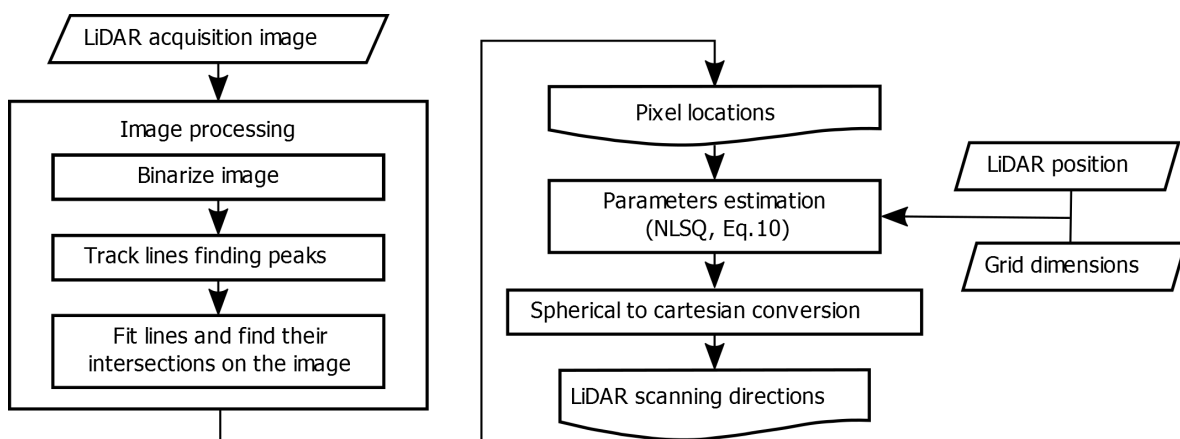 LiDAR acquisition image
Image processing
Binarize image
Track lines finding peaks
Fit lines and find their
intersections on the image
Pixel locations
Parameters estimation
(NLSQ, Eq.10)
LiDAR position
Grid dimensions
Spherical to cartesian conversion
LiDAR scanning directions